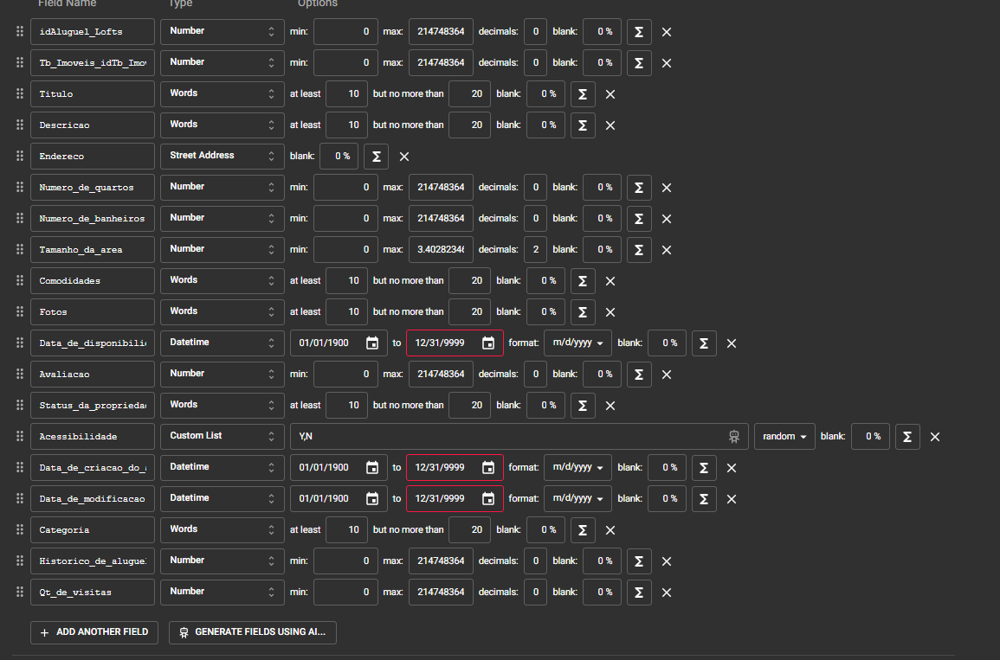 Field Name Type Options
idAluguel_Lofts Number min: 0 max: 214748364 decimals: 0 blank: 0 % Σ
Tb_Imoveis_idTb_Imov Number min: 0 max: 214748364 decimals: 0 blank: 0 % Σ
Titulo Words at least 10 but no more than 20 blank: 0 % Σ
Descricao Words at least 10 but no more than 20 blank: 0 % Σ
Endereco Street Address blank: 0 % Σ
Numero_de_quartos Number min: 0 max: 214748364 decimals: 0 blank: 0 % Σ
Numero_de_banheiros Number min: 0 max: 214748364 decimals: 0 blank: 0 % Σ
Tamanho_da_area Number min: 0 max: 3.40282346 decimals: 2 blank: 0 % Σ
Comodidades Words at least 10 but no more than 20 blank: 0 % Σ
Fotos Words at least 10 but no more than 20 blank: 0 % Σ
Data_de_disponibili Datetime 01/01/1900 to 12/31/9999 format: m/d/yyyy blank: 0 % Σ
Avaliacao Number min: 0 max: 214748364 decimals: 0 blank: 0 % Σ
Status_da_proprieda Words at least 10 but no more than 20 blank: 0 % Σ
Acessibilidade Custom List Y,N random blank: 0 % Σ
Data_de_criacao_do_ Datetime 01/01/1900 to 12/31/9999 format: m/d/yyyy blank: 0 % Σ
Data_de_modificacao Datetime 01/01/1900 to 12/31/9999 format: m/d/yyyy blank: 0 % Σ
Categoria Words at least 10 but no more than 20 blank: 0 % Σ
Historico_de_alugue Number min: 0 max: 214748364 decimals: 0 blank: 0 % Σ
Qt_de_visitas Number min: 0 max: 214748364 decimals: 0 blank: 0 % Σ
+ ADD ANOTHER FIELD GENERATE FIELDS USING AI...